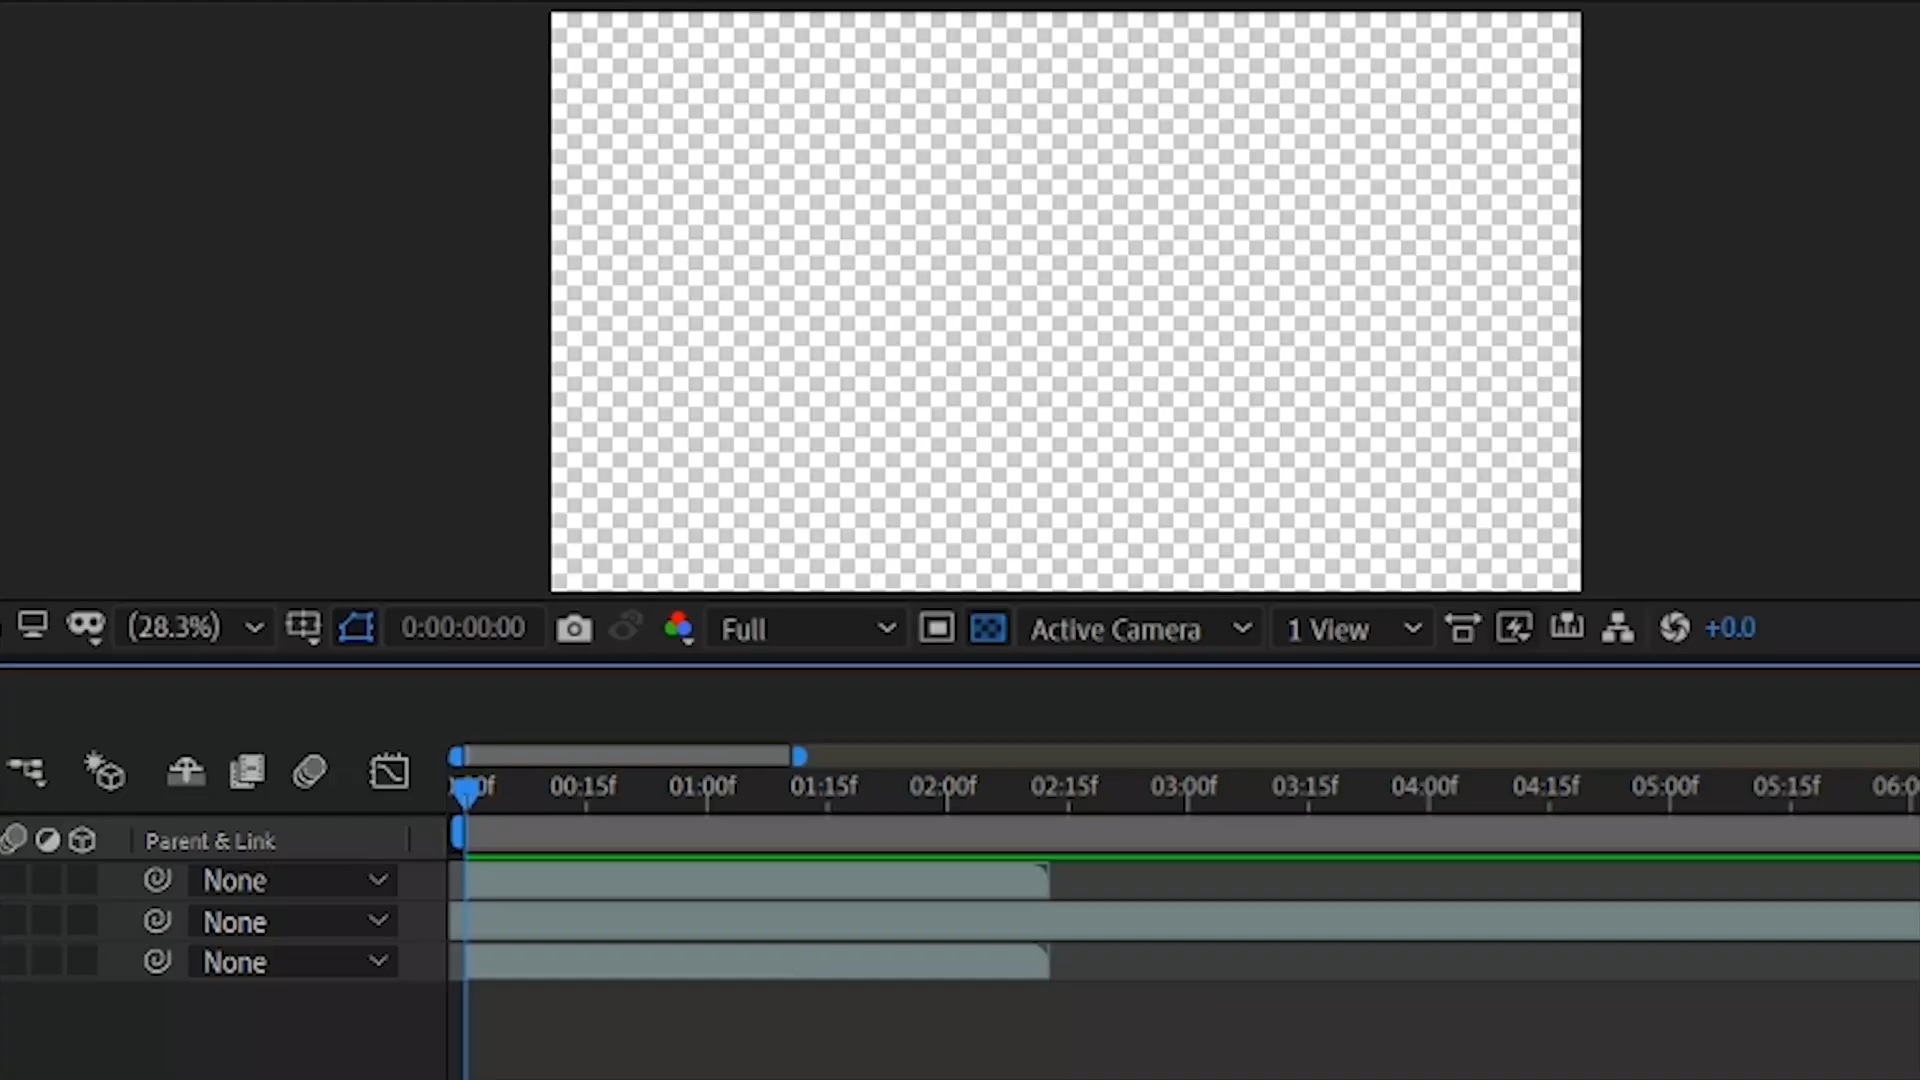 (28.3%) 0:00:00:00 Full Active Camera 1 View +0.0
00:15f 01:00f 01:15f 02:00f 02:15f 03:00f 03:15f 04:00f 04:15f 05:00f 05:15f
Parent & Link
None
None
None